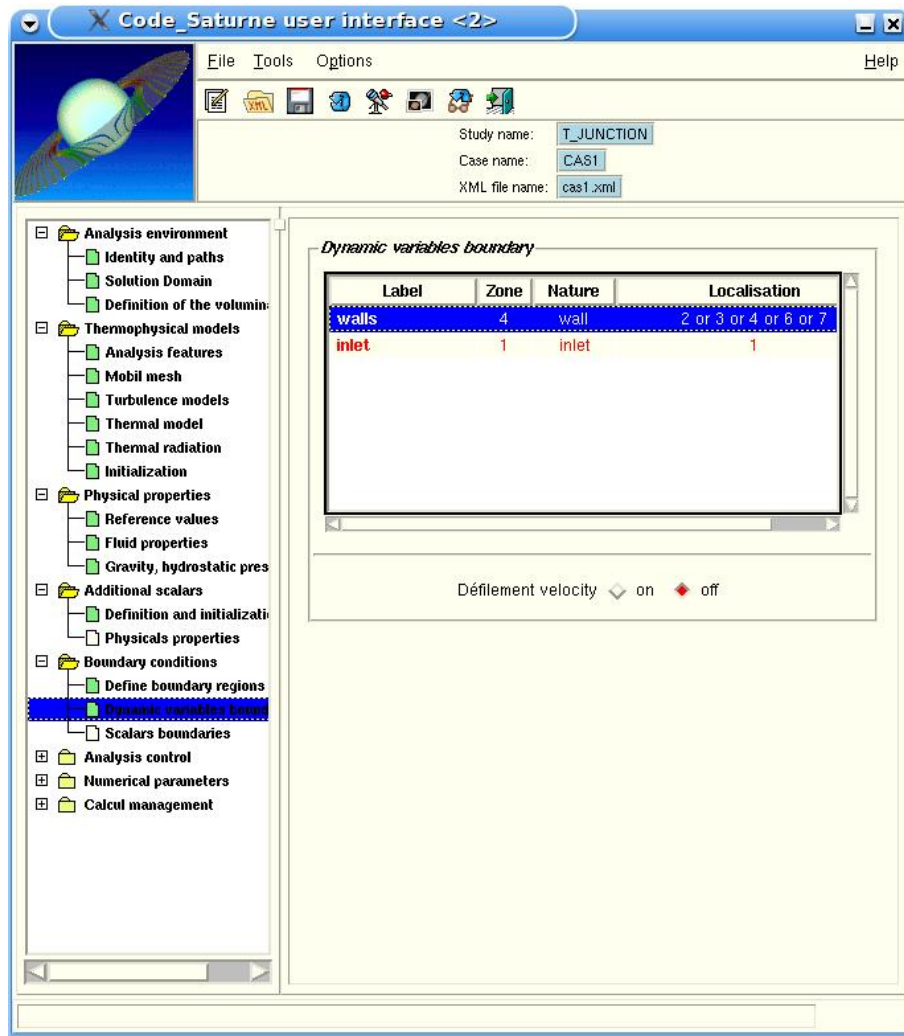 Code_Saturne user interface <2>
File Tools Options Help
XML
Study name: T_JUNCTION
Case name: CAS1
XML file name: cas1.xml
Analysis environment
Identity and paths
Solution Domain
Definition of the volumin
Thermophysical models
Analysis features
Mobil mesh
Turbulence models
Thermal model
Thermal radiation
Initialization
Physical properties
Reference values
Fluid properties
Gravity, hydrostatic pres
Additional scalars
Definition and initializati
Physicals properties
Boundary conditions
Define boundary regions
Dynamic variables bound
Scalars boundaries
Analysis control
Numerical parameters
Calcul management
Dynamic variables boundary
Label Zone Nature Localisation
walls 4 wall 2 or 3 or 4 or 6 or 7
inlet 1 inlet 1
Défilement velocity on off